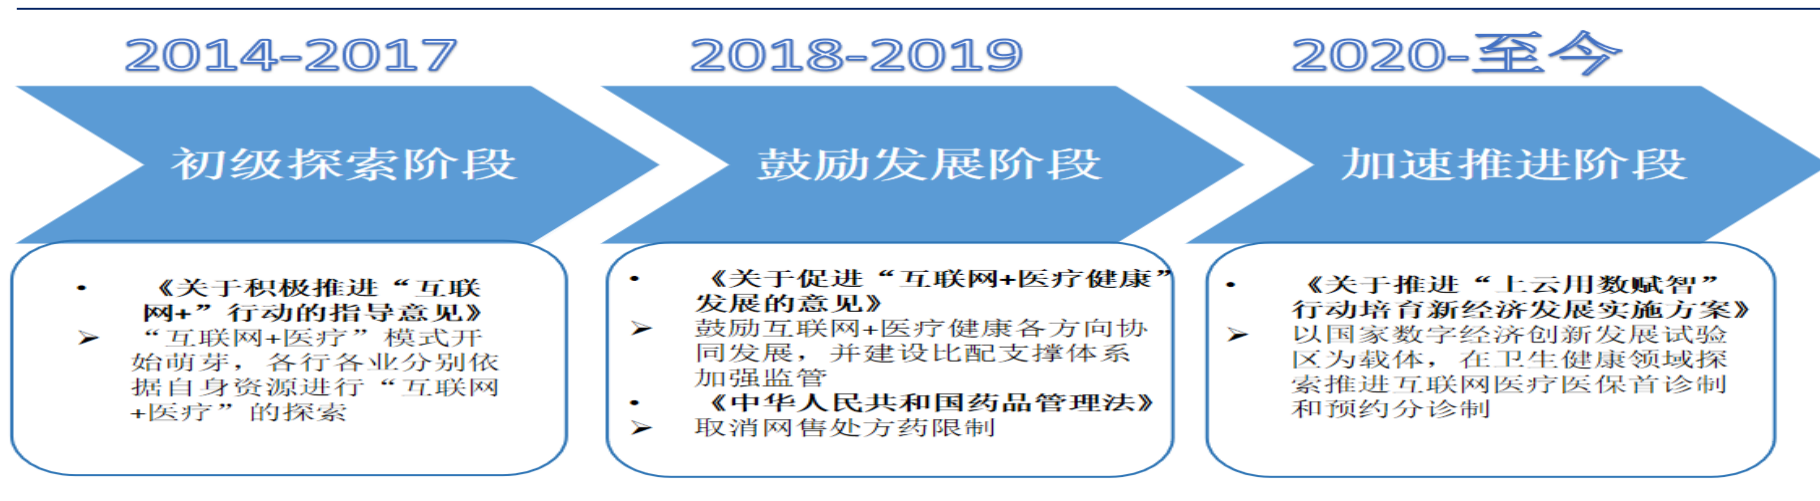 2014-2017
初级探索阶段
• 《关于积极推进“互联
网+”行动的指导意见》
➢ “互联网+医疗”模式开
始萌芽，各行各业分别依
据自身资源进行“互联网
+医疗”的探索
2018-2019
鼓励发展阶段
• 《关于促进“互联网+医疗健康”
发展的意见》
➢ 鼓励互联网+医疗健康各方向协
同发展，并建设比配支撑体系
加强监管
• 《中华人民共和国药品管理法》
➢ 取消网售处方药限制
2020-至今
加速推进阶段
• 《关于推进“上云用数赋智”
行动培育新经济发展实施方案》
➢ 以国家数字经济创新发展试验
区为载体，在卫生健康领域探
索推进互联网医疗医保首诊制
和预约分诊制